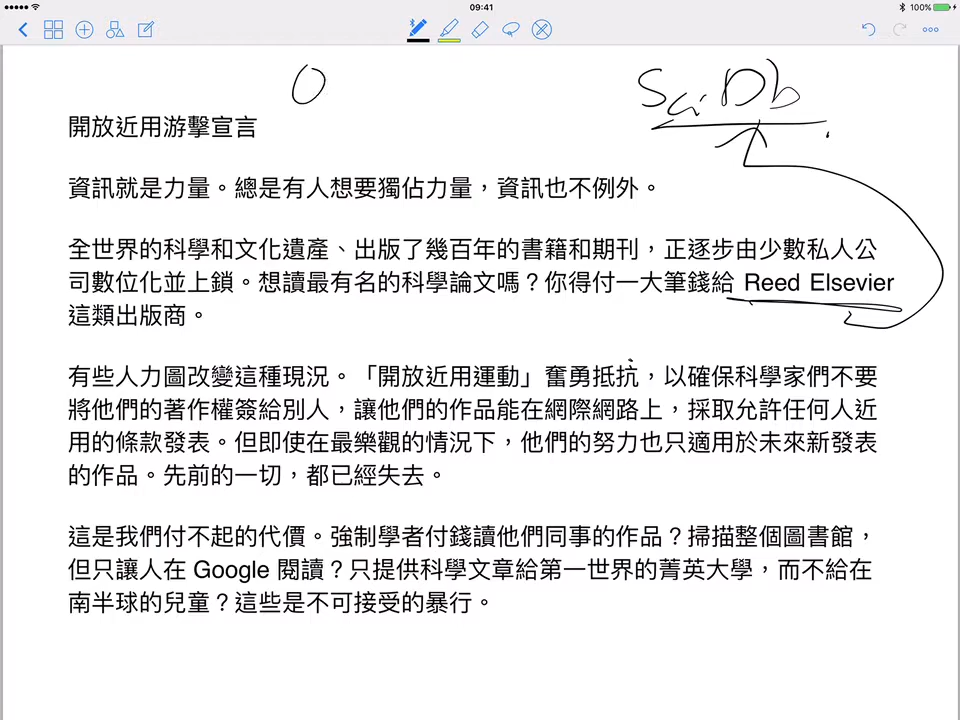 09:41
100%
Sci Db
開放近用游擊宣言
資訊就是力量。總是有人想要獨佔力量，資訊也不例外。
全世界的科學和文化遺產、出版了幾百年的書籍和期刊，正逐步由少數私人公
司數位化並上鎖。想讀最有名的科學論文嗎？你得付一大筆錢給 Reed Elsevier
這類出版商。
有些人力圖改變這種現況。「開放近用運動」奮勇抵抗，以確保科學家們不要
將他們的著作權簽給別人，讓他們的作品能在網際網路上，採取允許任何人近
用的條款發表。但即使在最樂觀的情況下，他們的努力也只適用於未來新發表
的作品。先前的一切，都已經失去。
這是我們付不起的代價。強制學者付錢讀他們同事的作品？掃描整個圖書館，
但只讓人在 Google 閱讀？只提供科學文章給第一世界的菁英大學，而不給在
南半球的兒童？這些是不可接受的暴行。